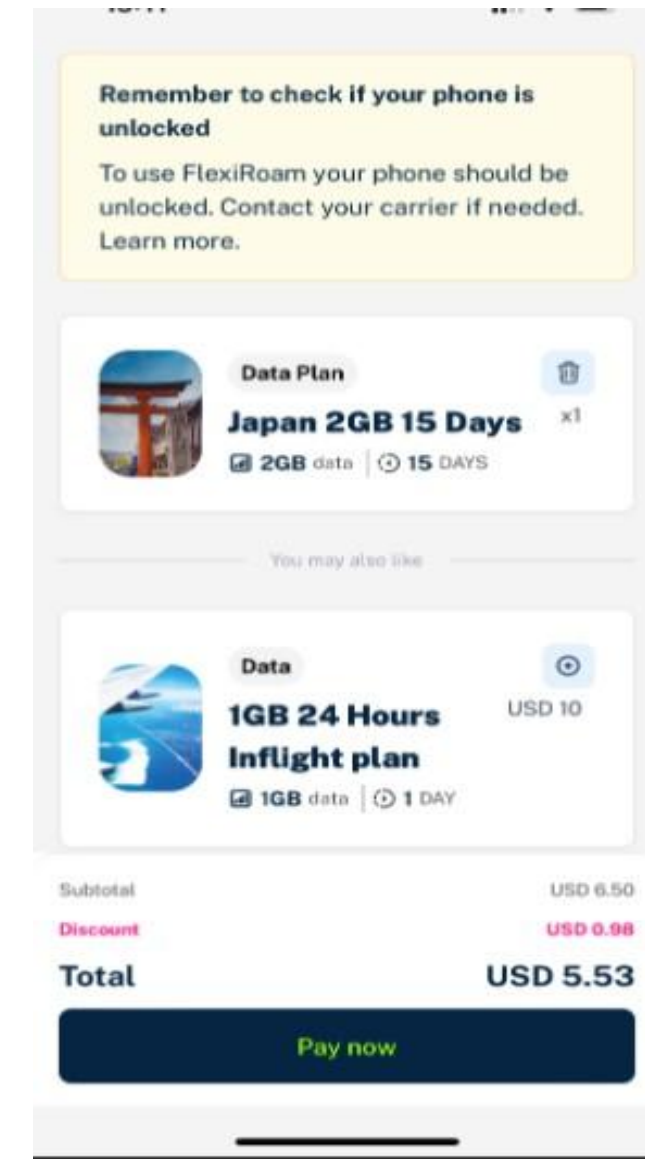 Remember to check if your phone is
unlocked
To use FlexiRoam your phone should be
unlocked. Contact your carrier if needed.
Learn more.
Data Plan
Japan 2GB 15 Days
x1
2GB data | 15 DAYS
You may also like
Data
1GB 24 Hours
USD 10
Inflight plan
1GB data | 1 DAY
Subtotal USD 6.50
Discount USD 0.98
Total USD 5.53
Pay now